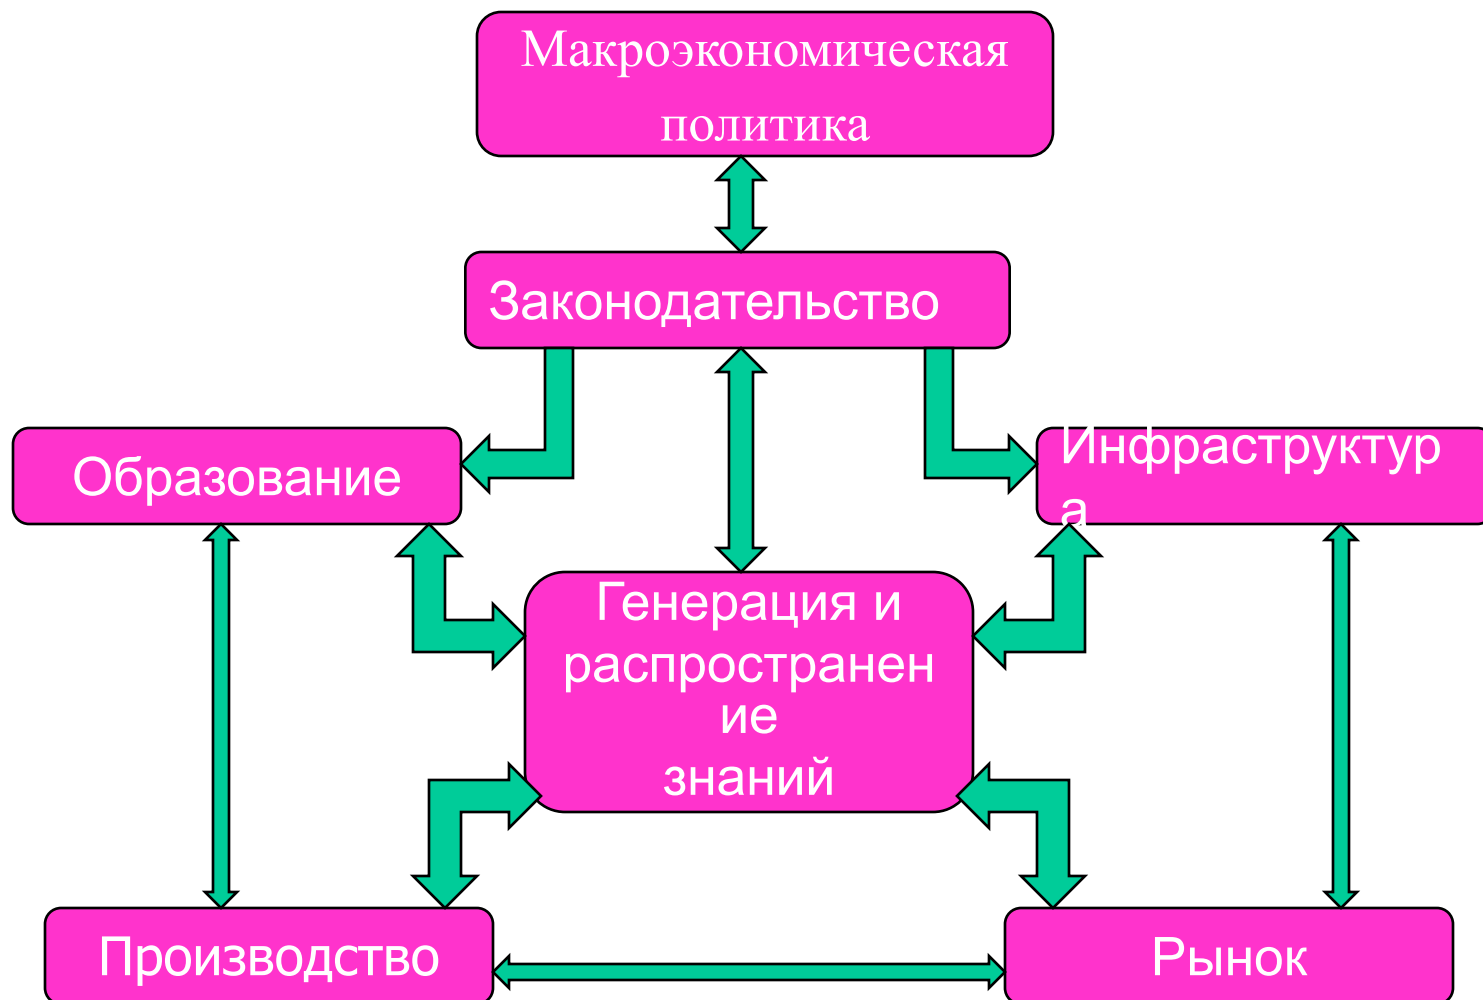 Макроэкономическая
политика
Законодательство
Образование
Инфраструктур
а
Генерация и
распространен
ие
знаний
Производство
Рынок